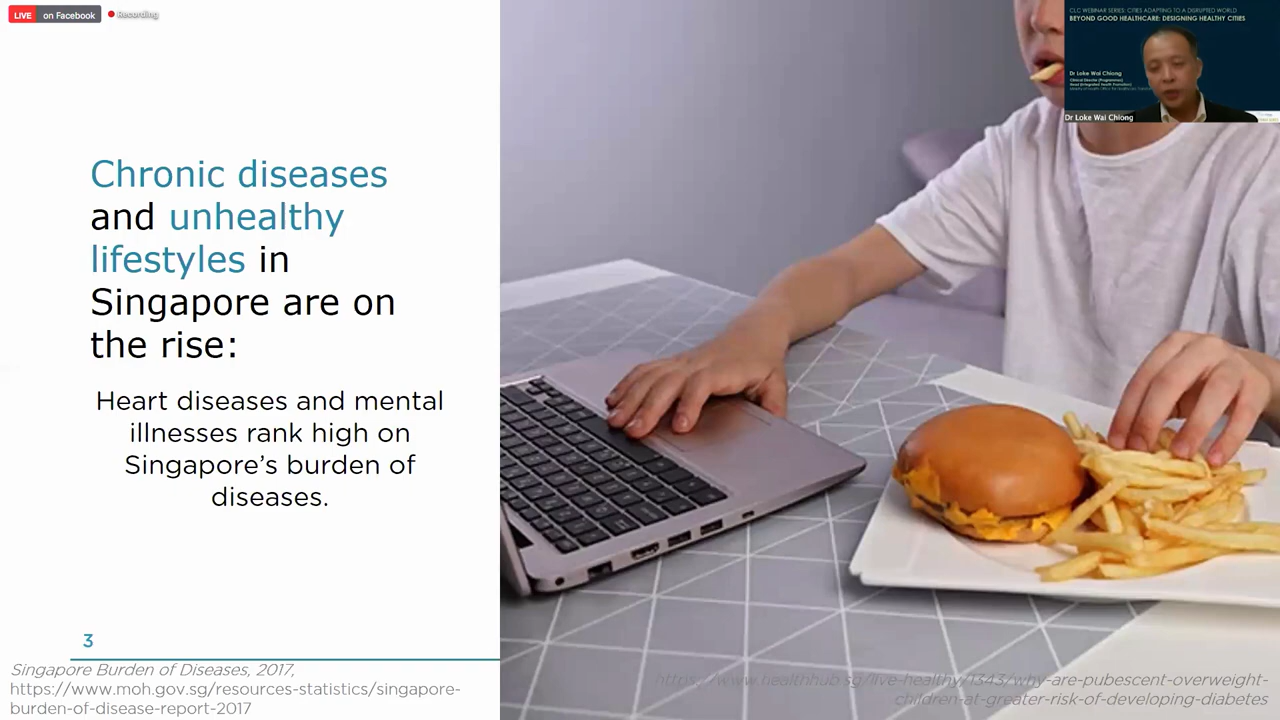 LIVE on Facebook Recording
CLC WEBINAR SERIES: CITIES ADAPTING TO A DISRUPTED WORLD
BEYOND GOOD HEALTHCARE: DESIGNING HEALTHY CITIES
Dr Loke Wai Chiong
Clinical Director (Programmes)
Dr Loke Wai Chiong
Chronic diseases
and unhealthy
lifestyles in
Singapore are on
the rise:
Heart diseases and mental
illnesses rank high on
Singapore's burden of
diseases.
3
Singapore Burden of Diseases, 2017,
https://www.moh.gov.sg/resources-statistics/singapore-
burden-of-disease-report-2017
https://www.healthhub.sg/live-healthy/1343/why-are-pubescent-overweight-
children-at-greater-risk-of-developing-diabetes